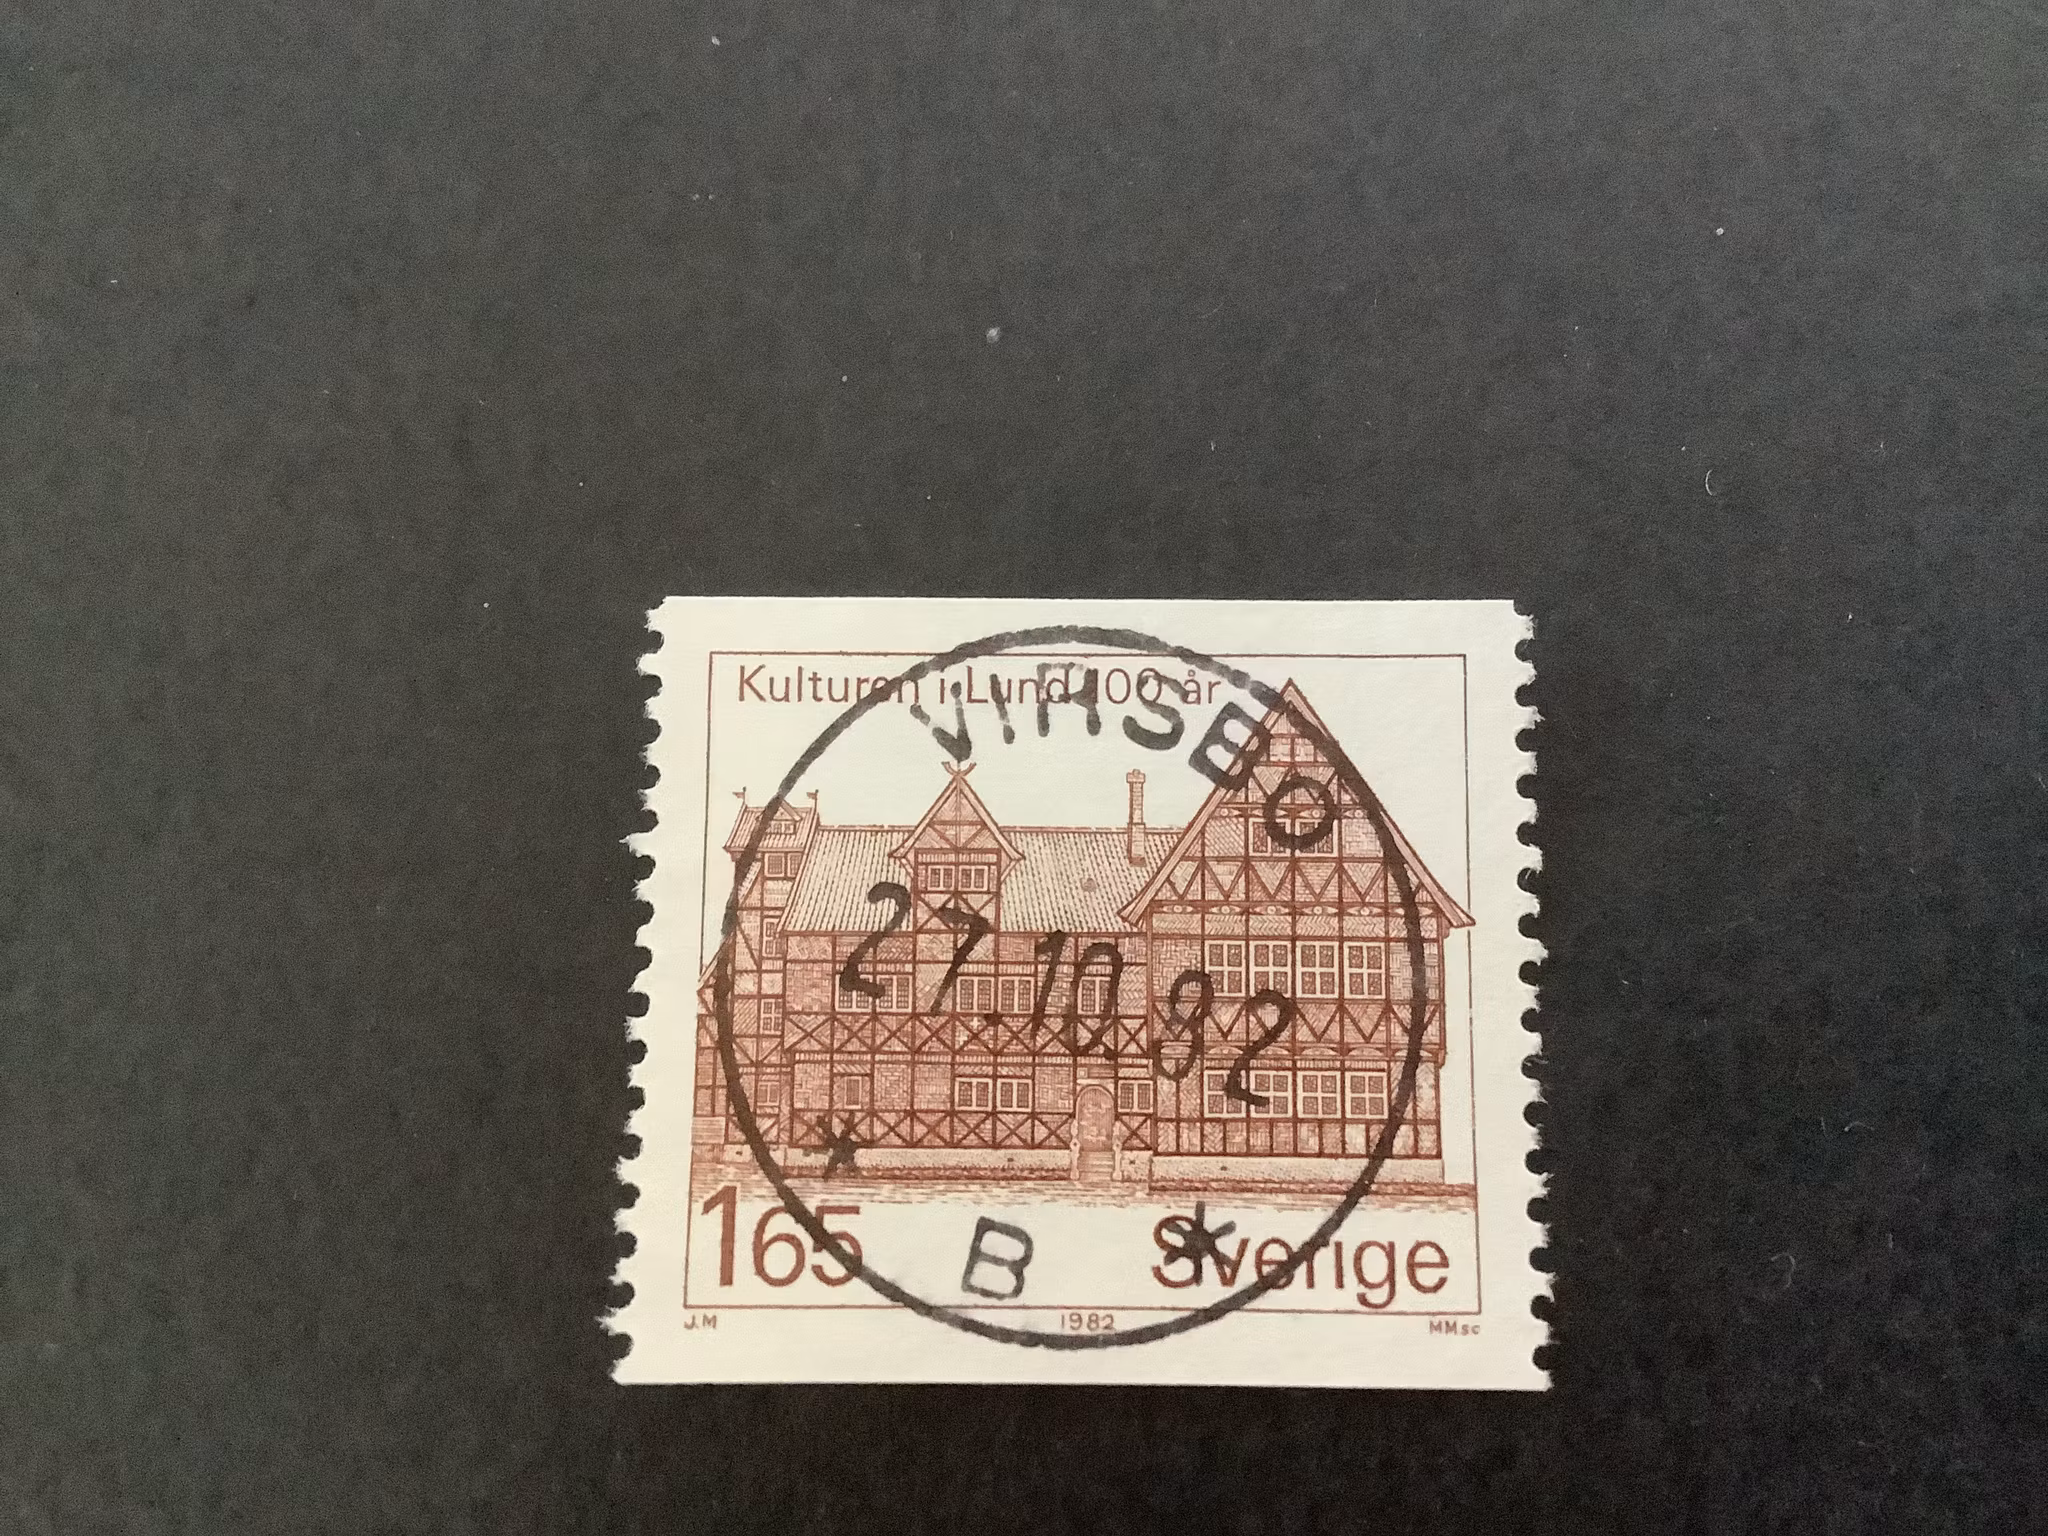 Kulturen i Lund 100 år
VIRSBO
27.10.82
165 B Sverige
J.M 1982 MMsc